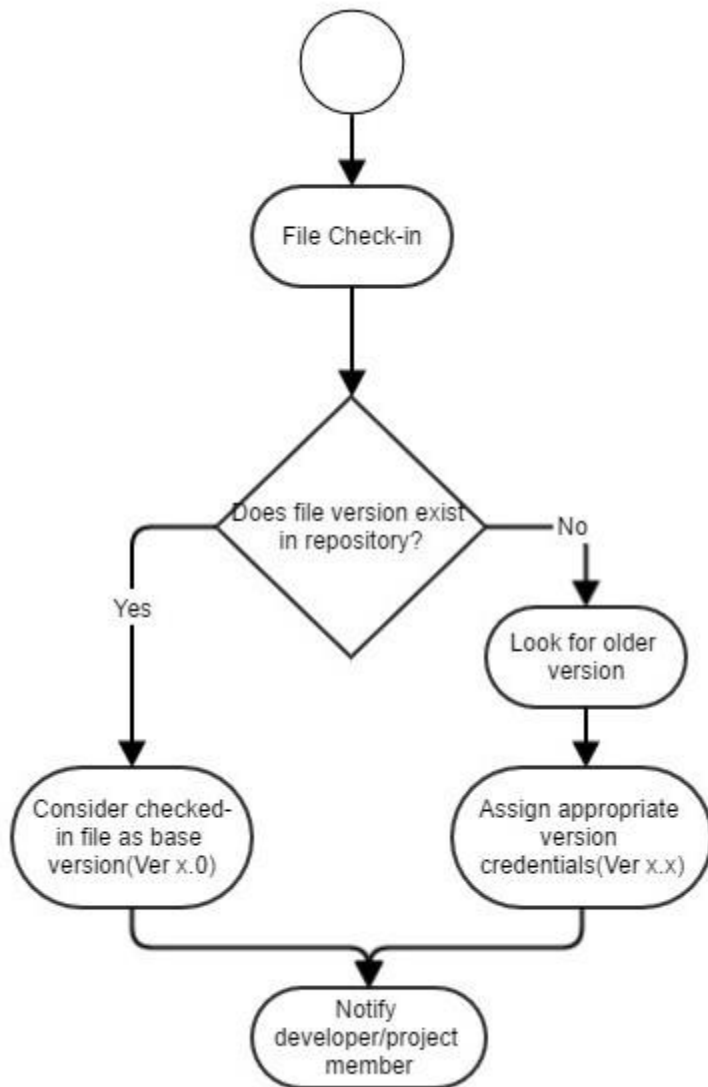 File Check-in
Does file version exist
in repository?
No
Yes
Look for older
version
Consider checked-
in file as base
version(Ver x.0)
Assign appropriate
version
credentials(Ver x.x)
Notify
developer/project
member